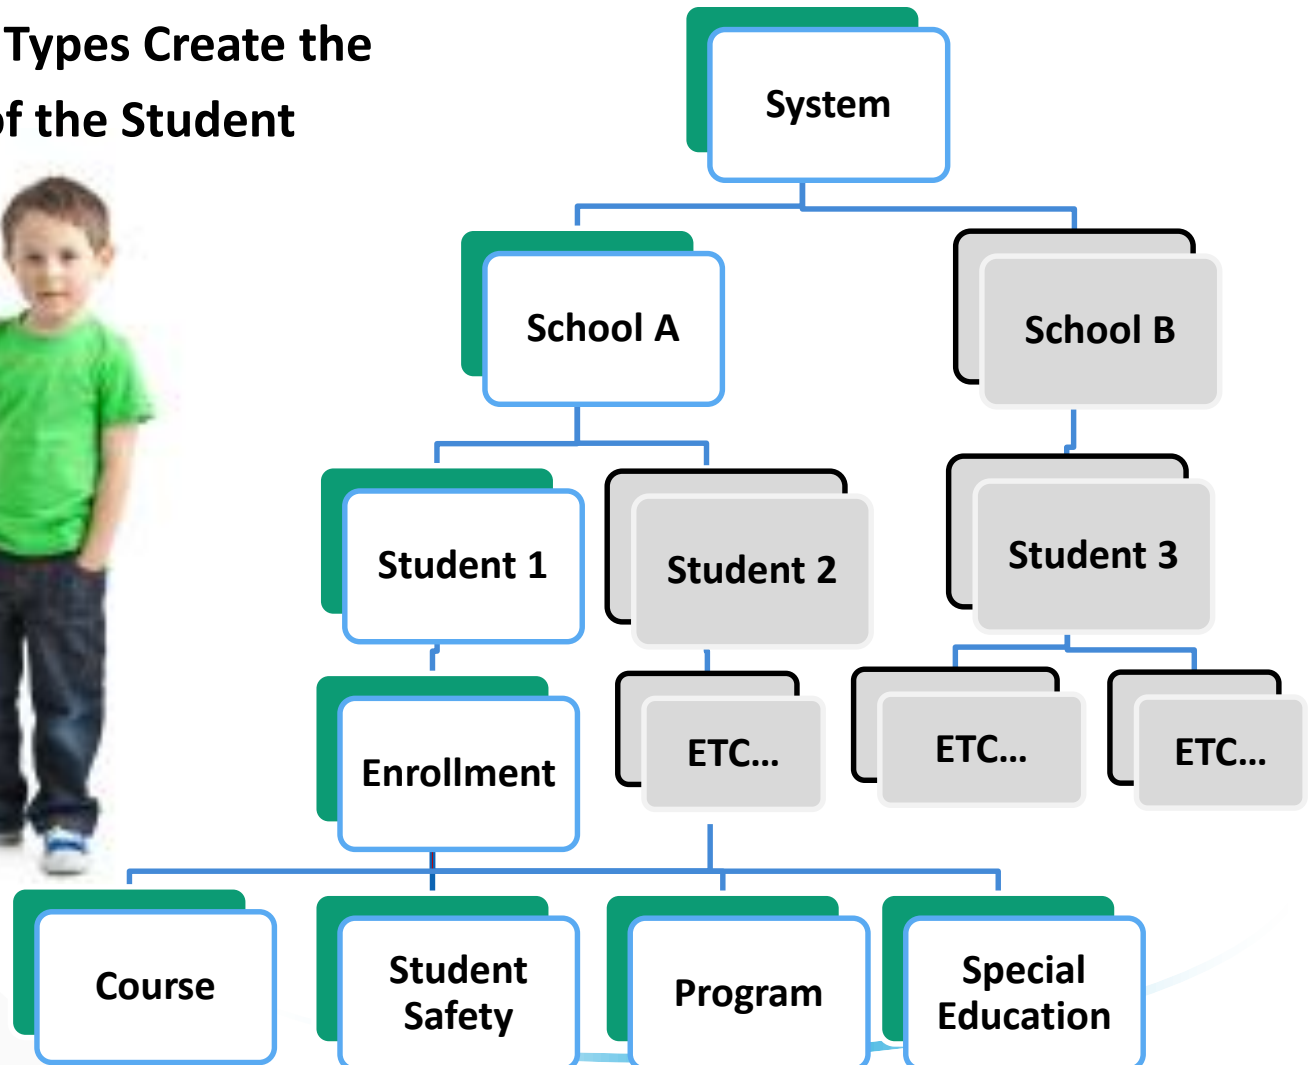 Types Create the
of the Student
System
School A
School B
Student 1
Student 2
Student 3
Enrollment
ETC...
ETC...
ETC...
Course
Student
Safety
Program
Special
Education